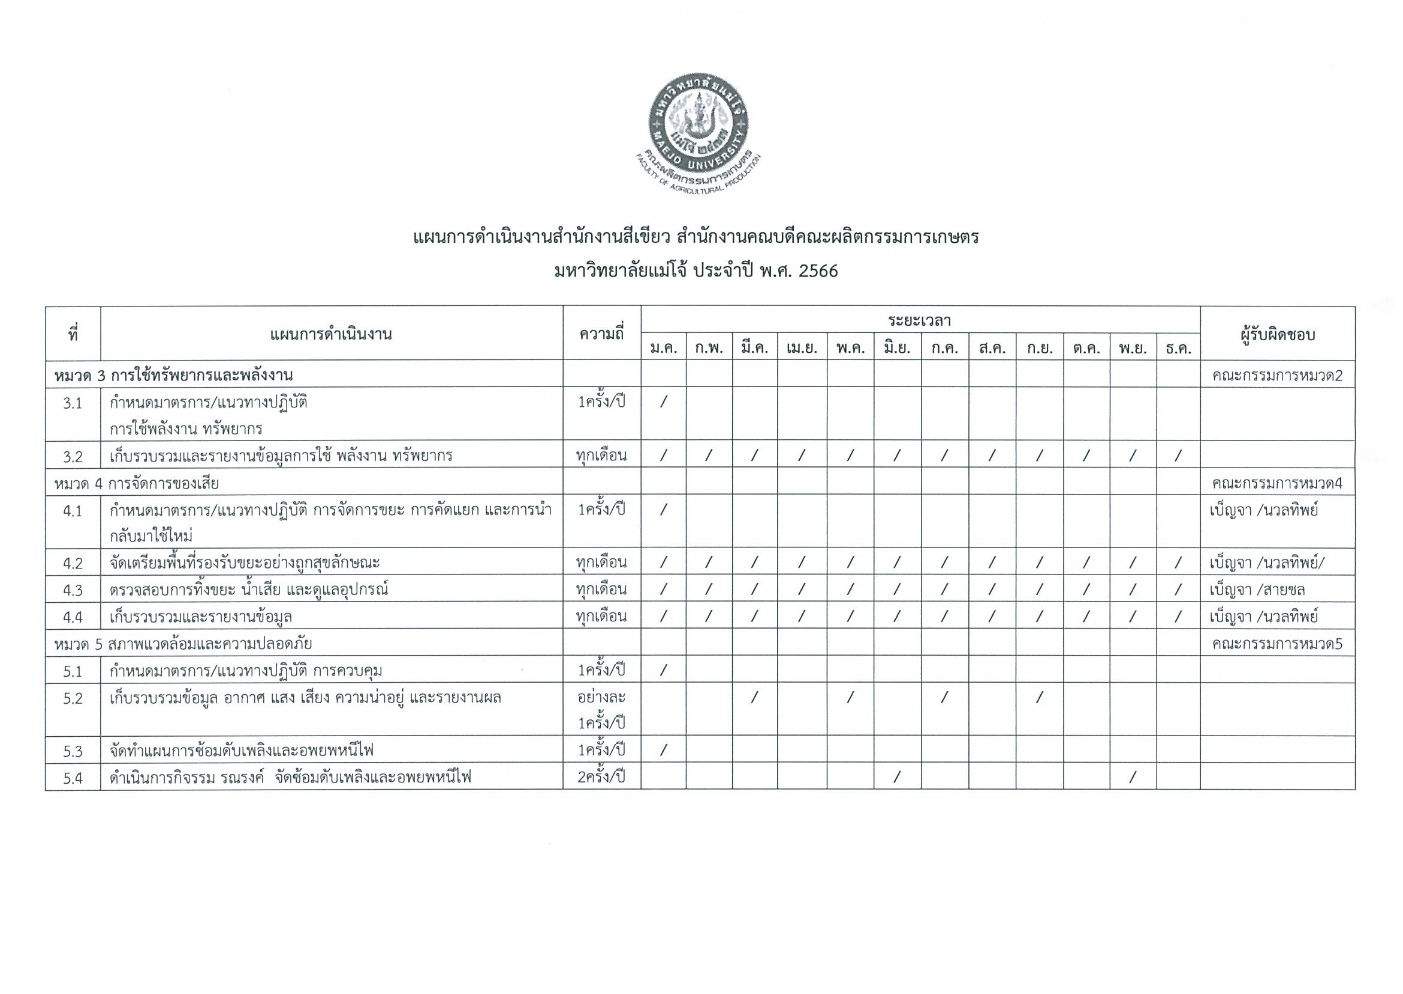 มหาวิทยาลัยแม่โจ้
แม่โจ้ ๒๔๗๗
MAEJO UNIVERSITY
คณะผลิตกรรมการเกษตร
FACULTY OF AGRICULTURAL PRODUCTION
แผนการดำเนินงานสำนักงานสีเขียว สำนักงานคณบดีคณะผลิตกรรมการเกษตร
มหาวิทยาลัยแม่โจ้ ประจำปี พ.ศ. 2566
ที่ แผนการดำเนินงาน ความถี่ ระยะเวลา ผู้รับผิดชอบ
ม.ค. ก.พ. มี.ค. เม.ย. พ.ค. มิ.ย. ก.ค. ส.ค. ก.ย. ต.ค. พ.ย. ธ.ค.
หมวด 3 การใช้ทรัพยากรและพลังงาน คณะกรรมการหมวด2
3.1 กำหนดมาตรการ/แนวทางปฏิบัติ 1ครั้ง/ปี /
การใช้พลังงาน ทรัพยากร
3.2 เก็บรวบรวมและรายงานข้อมูลการใช้ พลังงาน ทรัพยากร ทุกเดือน / / / / / / / / / / / /
หมวด 4 การจัดการของเสีย คณะกรรมการหมวด4
4.1 กำหนดมาตรการ/แนวทางปฏิบัติ การจัดการขยะ การคัดแยก และการนำ 1ครั้ง/ปี / เบ็ญจา /นวลทิพย์
กลับมาใช้ใหม่
4.2 จัดเตรียมพื้นที่รองรับขยะอย่างถูกสุขลักษณะ ทุกเดือน / / / / / / / / / / / / เบ็ญจา /นวลทิพย์/
4.3 ตรวจสอบการทิ้งขยะ น้ำเสีย และดูแลอุปกรณ์ ทุกเดือน / / / / / / / / / / / / เบ็ญจา /สายชล
4.4 เก็บรวบรวมและรายงานข้อมูล ทุกเดือน / / / / / / / / / / / / เบ็ญจา /นวลทิพย์
หมวด 5 สภาพแวดล้อมและความปลอดภัย คณะกรรมการหมวด5
5.1 กำหนดมาตรการ/แนวทางปฏิบัติ การควบคุม 1ครั้ง/ปี /
5.2 เก็บรวบรวมข้อมูล อากาศ แสง เสียง ความน่าอยู่ และรายงานผล อย่างละ / / / /
1ครั้ง/ปี
5.3 จัดทำแผนการซ้อมดับเพลิงและอพยพหนีไฟ 1ครั้ง/ปี /
5.4 ดำเนินการกิจรรม รณรงค์ จัดซ้อมดับเพลิงและอพยพหนีไฟ 2ครั้ง/ปี / /